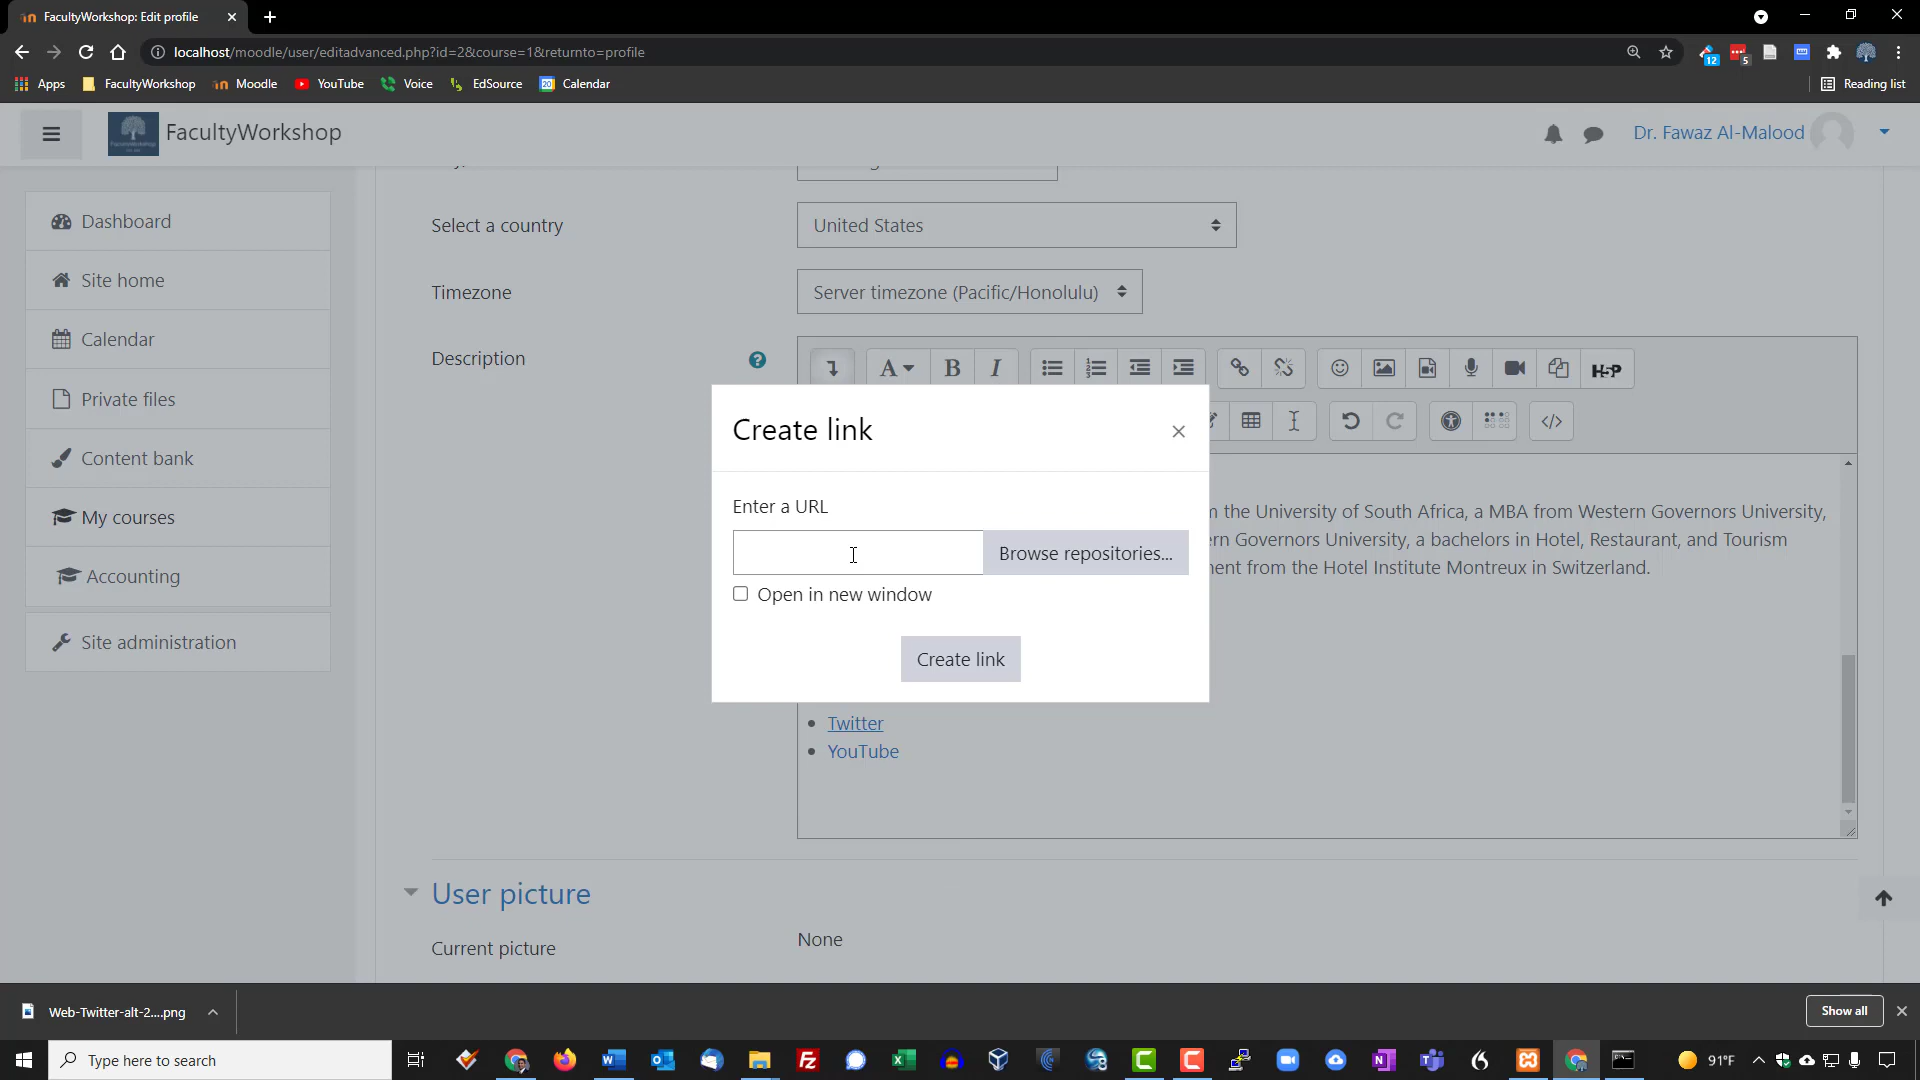 FacultyWorkshop: Edit profile
localhost/moodle/user/editadvanced.php?id=2&course=1&returnto=profile
12
5
Apps
FacultyWorkshop
Moodle
YouTube
Voice
EdSource
20
Calendar
Reading list
FacultyWorkshop
Dr. Fawaz Al-Malood
Dashboard
Site home
Calendar
Private files
Content bank
My courses
Accounting
Site administration
Select a country
United States
Timezone
Server timezone (Pacific/Honolulu)
Description
A
B
I
H5P
Create link
Enter a URL
Browse repositories...
Open in new window
Create link
the University of South Africa, a MBA from Western Governors University,
Governors University, a bachelors in Hotel, Restaurant, and Tourism
from the Hotel Institute Montreux in Switzerland.
Twitter
YouTube
User picture
Current picture
None
Web-Twitter-alt-2....png
Show all
Type here to search
91°F